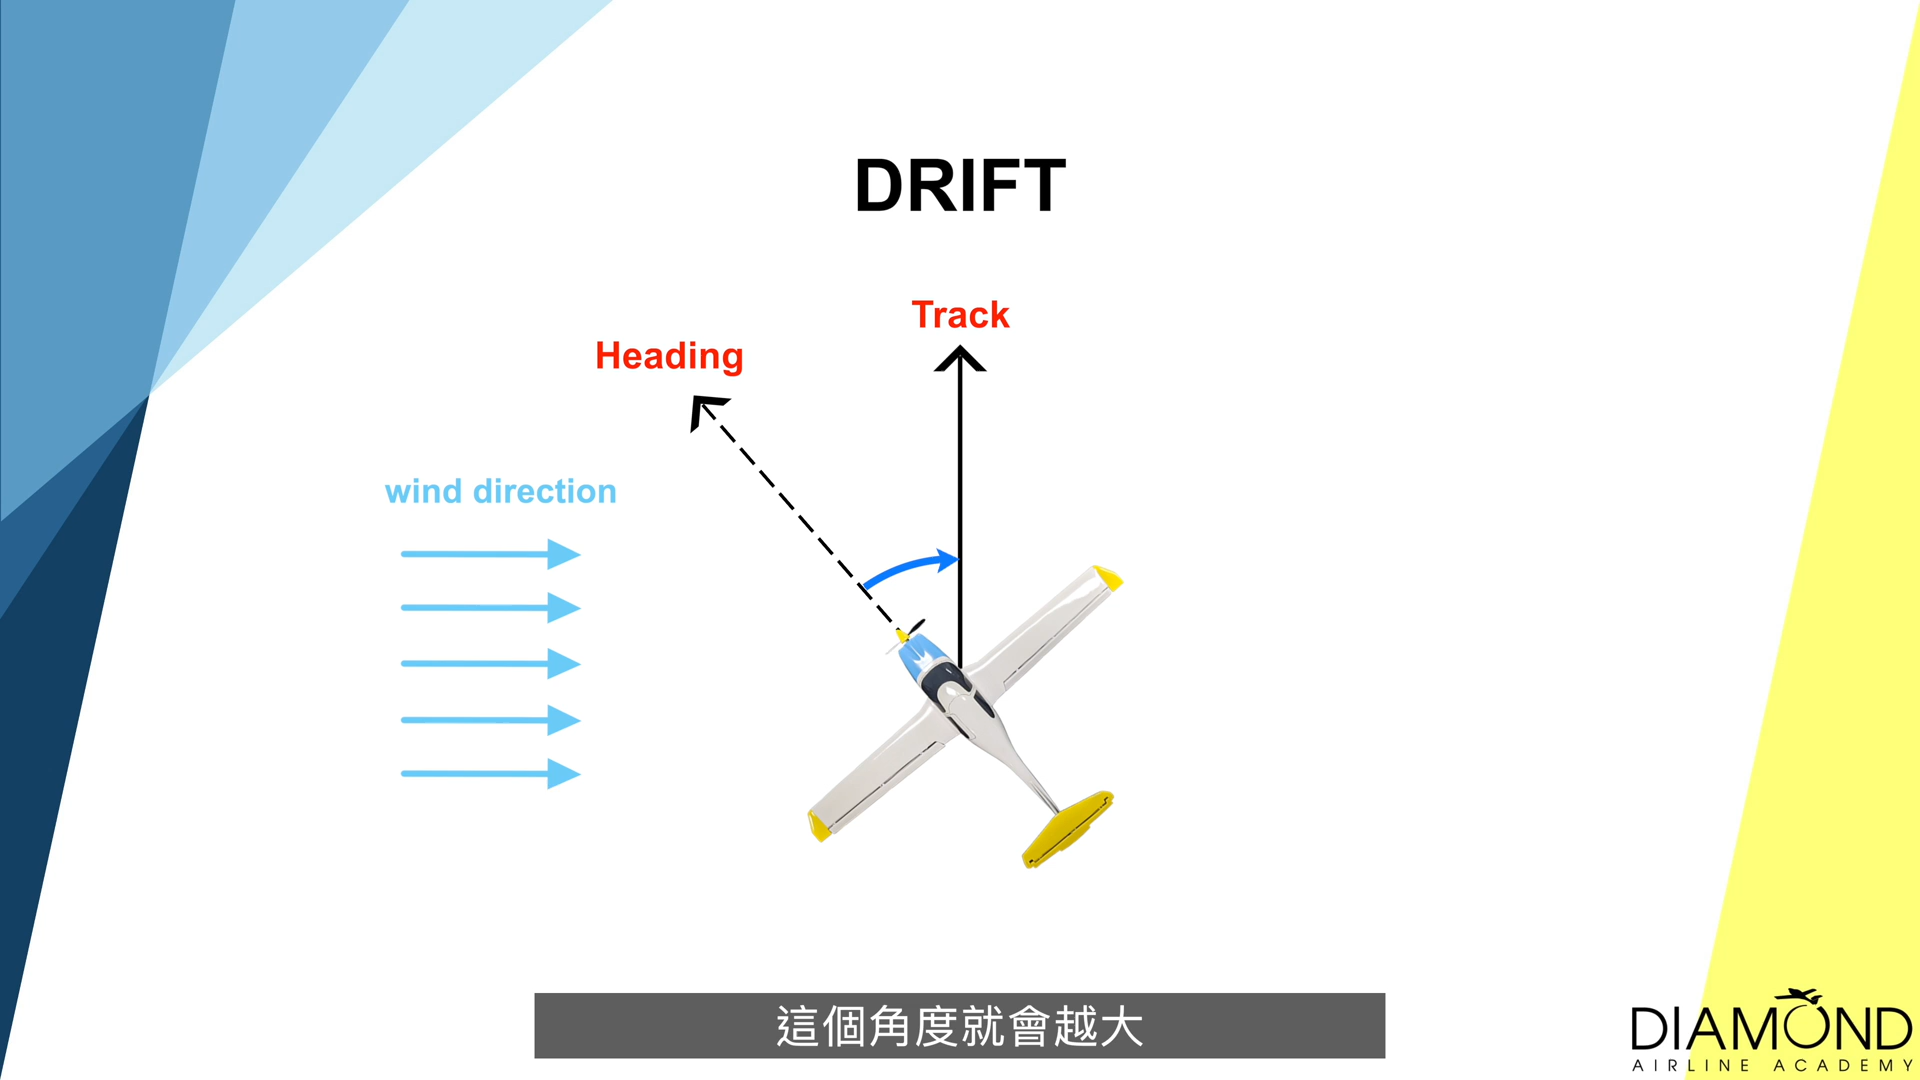 DRIFT
Track
Heading
wind direction
這個角度就會越大
DIAMOND
AIRLINE ACADEMY